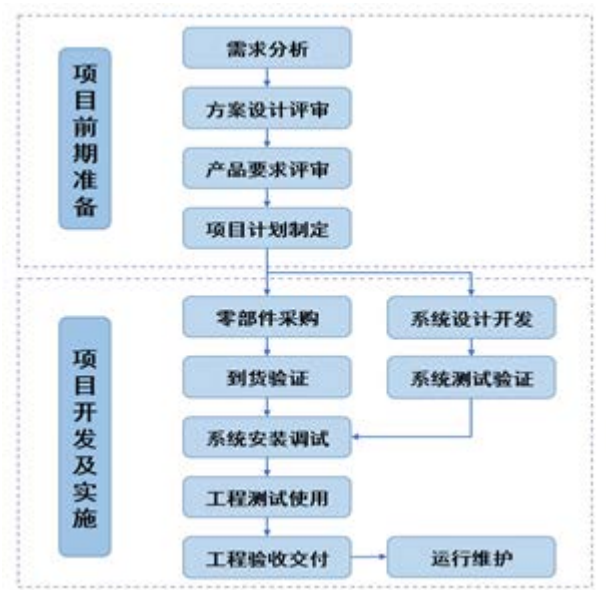 项目前期准备
需求分析
方案设计评审
产品要求评审
项目计划制定
项目开发及实施
零部件采购
系统设计开发
到货验证
系统测试验证
系统安装调试
工程测试使用
工程验收交付
运行维护